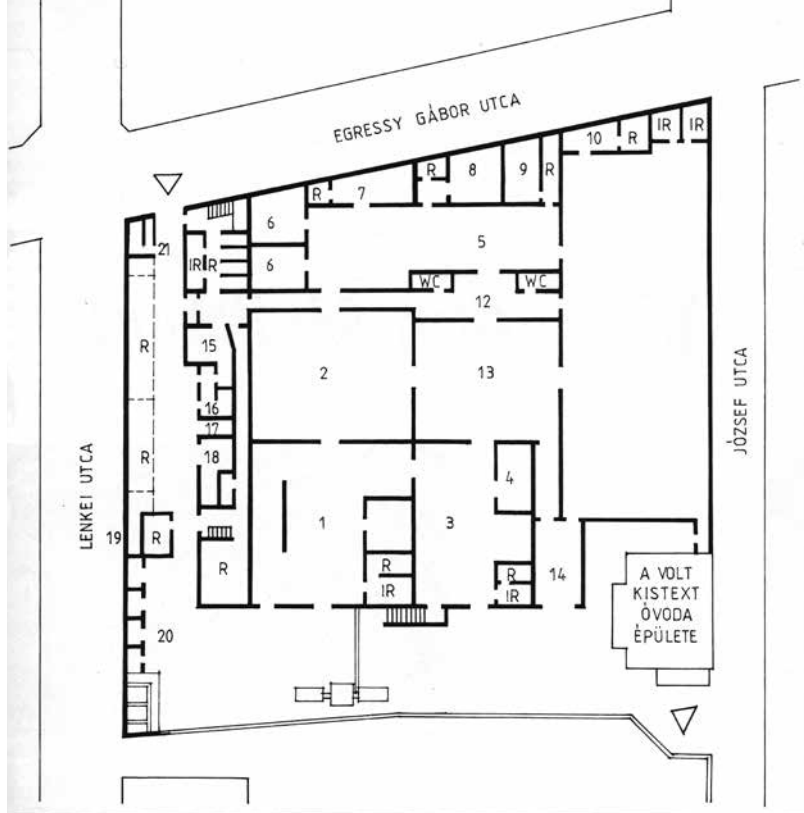 EGRESSY GÁBOR UTCA
10
R
IR
IR
R
8
9
R
R
7
6
21
IR
R
6
5
WC
WC
12
15
R
2
13
16
17
18
R
4
LENKEI UTCA
JÓZSEF UTCA
19
R
1
3
R
R
IR
R
IR
14
A VOLT
KISTEXT
ÓVODA
ÉPÜLETE
20